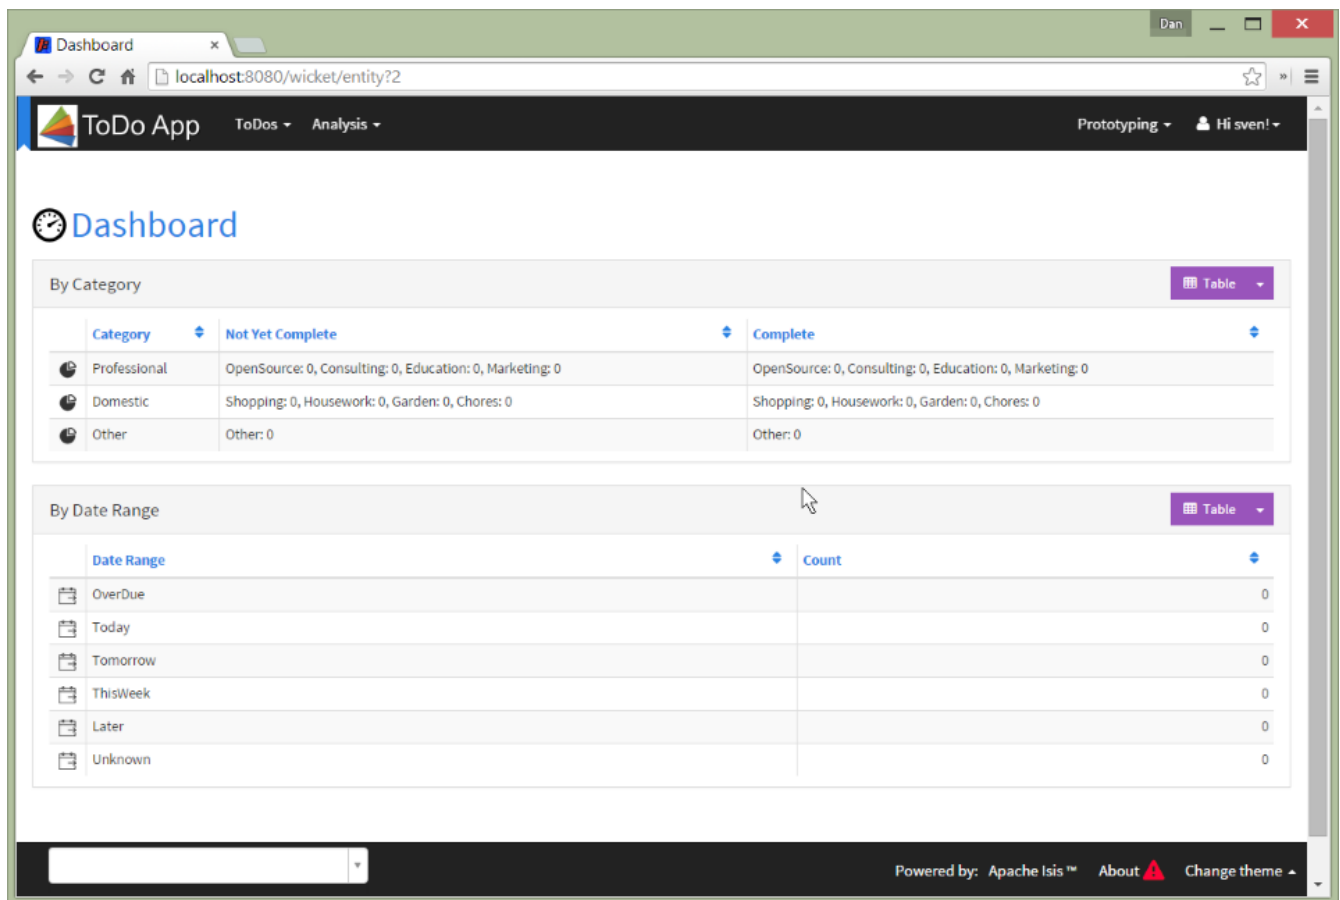 Dan
Dashboard
localhost:8080/wicket/entity?2
ToDo App ToDos Analysis Prototyping Hi sven!
Dashboard
By Category Table
Category Not Yet Complete Complete
Professional OpenSource: 0, Consulting: 0, Education: 0, Marketing: 0 OpenSource: 0, Consulting: 0, Education: 0, Marketing: 0
Domestic Shopping: 0, Housework: 0, Garden: 0, Chores: 0 Shopping: 0, Housework: 0, Garden: 0, Chores: 0
Other Other: 0 Other: 0
By Date Range Table
Date Range Count
OverDue 0
Today 0
Tomorrow 0
ThisWeek 0
Later 0
Unknown 0
Powered by: Apache Isis™ About Change theme